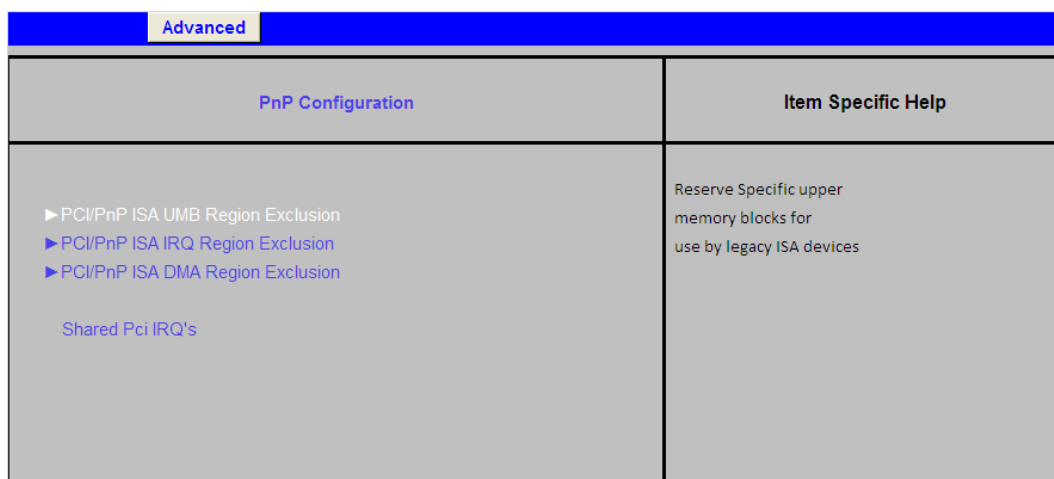 Advanced
PnP Configuration
Item Specific Help
►PCI/PnP ISA UMB Region Exclusion
►PCI/PnP ISA IRQ Region Exclusion
►PCI/PnP ISA DMA Region Exclusion
Shared Pci IRQ's
Reserve Specific upper
memory blocks for
use by legacy ISA devices